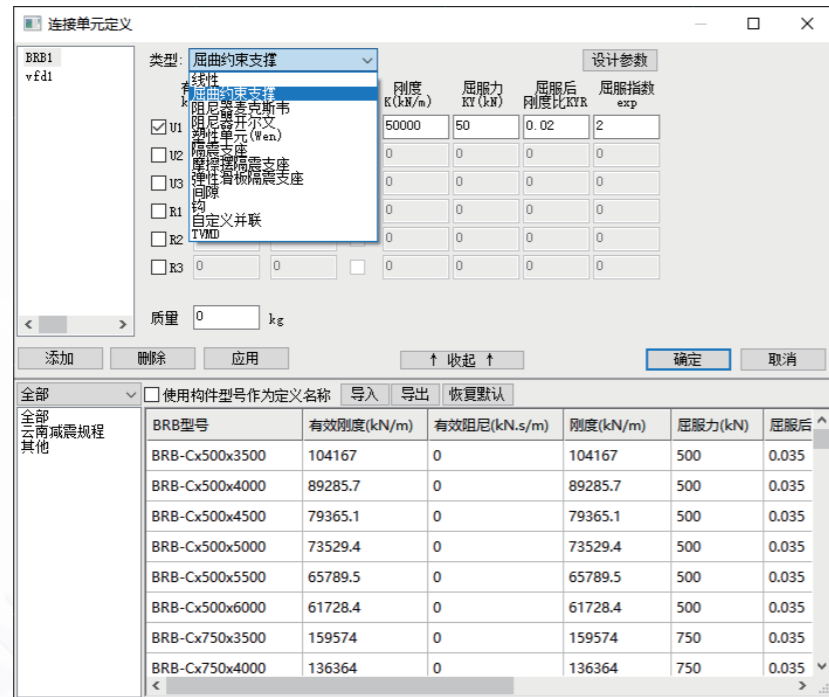 连接单元定义
BRB1
vfd1
类型: 屈曲约束支撑 设计参数
线性
屈曲约束支撑
阻尼器麦克斯韦
阻尼器开尔文
塑性单元(Wen)
隔震支座
摩擦摆隔震支座
弹性滑板隔震支座
间隙
钩
自定义并联
TVMD
刚度 屈服力 屈服后 屈服指数
K(kN/m) KY(kN) 刚度比KYR exp
U1 50000 50 0.02 2
U2 0 0 0 0
U3 0 0 0 0
R1 0 0 0 0
R2 0 0 0 0
R3 0 0 0 0 0 0
质量 0 kg
添加 删除 应用 ↑ 收起 ↑ 确定 取消
全部 使用构件型号作为定义名称 导入 导出 恢复默认
全部
云南减震规程
其他
BRB型号 有效刚度(kN/m) 有效阻尼(kN.s/m) 刚度(kN/m) 屈服力(kN) 屈服后
BRB-Cx500x3500 104167 0 104167 500 0.035
BRB-Cx500x4000 89285.7 0 89285.7 500 0.035
BRB-Cx500x4500 79365.1 0 79365.1 500 0.035
BRB-Cx500x5000 73529.4 0 73529.4 500 0.035
BRB-Cx500x5500 65789.5 0 65789.5 500 0.035
BRB-Cx500x6000 61728.4 0 61728.4 500 0.035
BRB-Cx750x3500 159574 0 159574 750 0.035
BRB-Cx750x4000 136364 0 136364 750 0.035